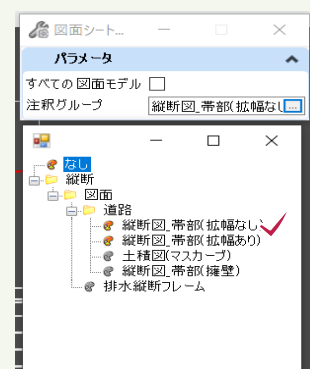 図面シート...
パラメータ
すべての図面モデル
注釈グループ
縦断図_帯部(拡幅なし
...
なし
縦断
図面
道路
縦断図_帯部(拡幅なし)
縦断図_帯部(拡幅あり)
土積図(マスカーブ)
縦断図_帯部(擁壁)
排水縦断フレーム